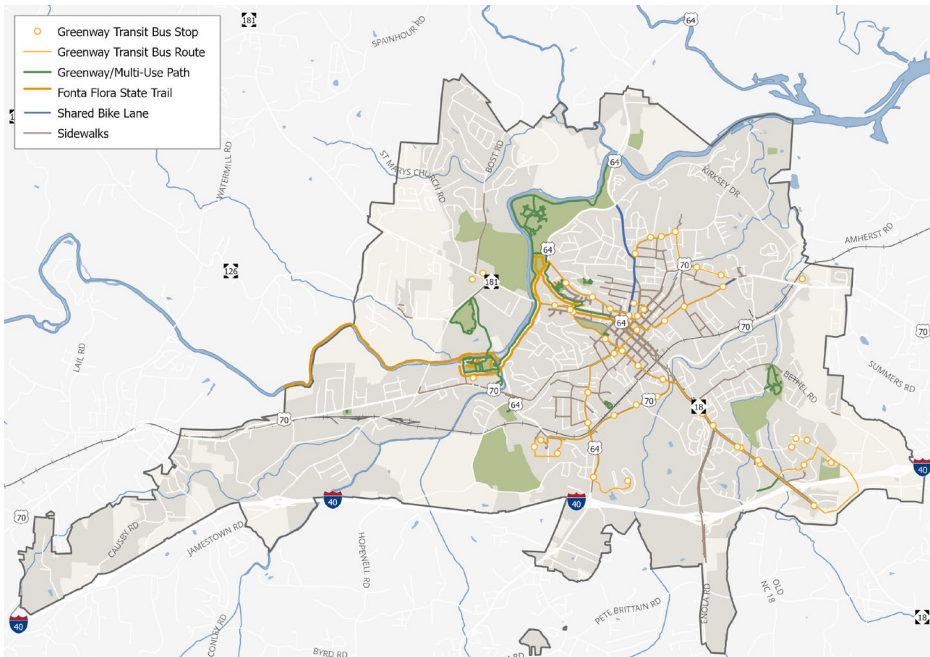 Greenway Transit Bus Stop
Greenway Transit Bus Route
Greenway/Multi-Use Path
Fonta Flora State Trail
Shared Bike Lane
Sidewalks
181
64
SPAINHOUR RD
WATERMILL RD
ST MARYS CHURCH RD
BOST RD
64
KIRKSEY DR
AMHERST RD
64
70
126
181
64
70
70
LAIL RD
SUMMERS RD
BETHEL RD
70
64
70
18
70
64
40
40
40
70
CAUSBY RD
JAMESTOWN RD
HOPEWELL RD
OLD
NC 18
ENOLA RD
PETE BRITTAIN RD
18
40
CONLEY RD
BYRD RD
RD